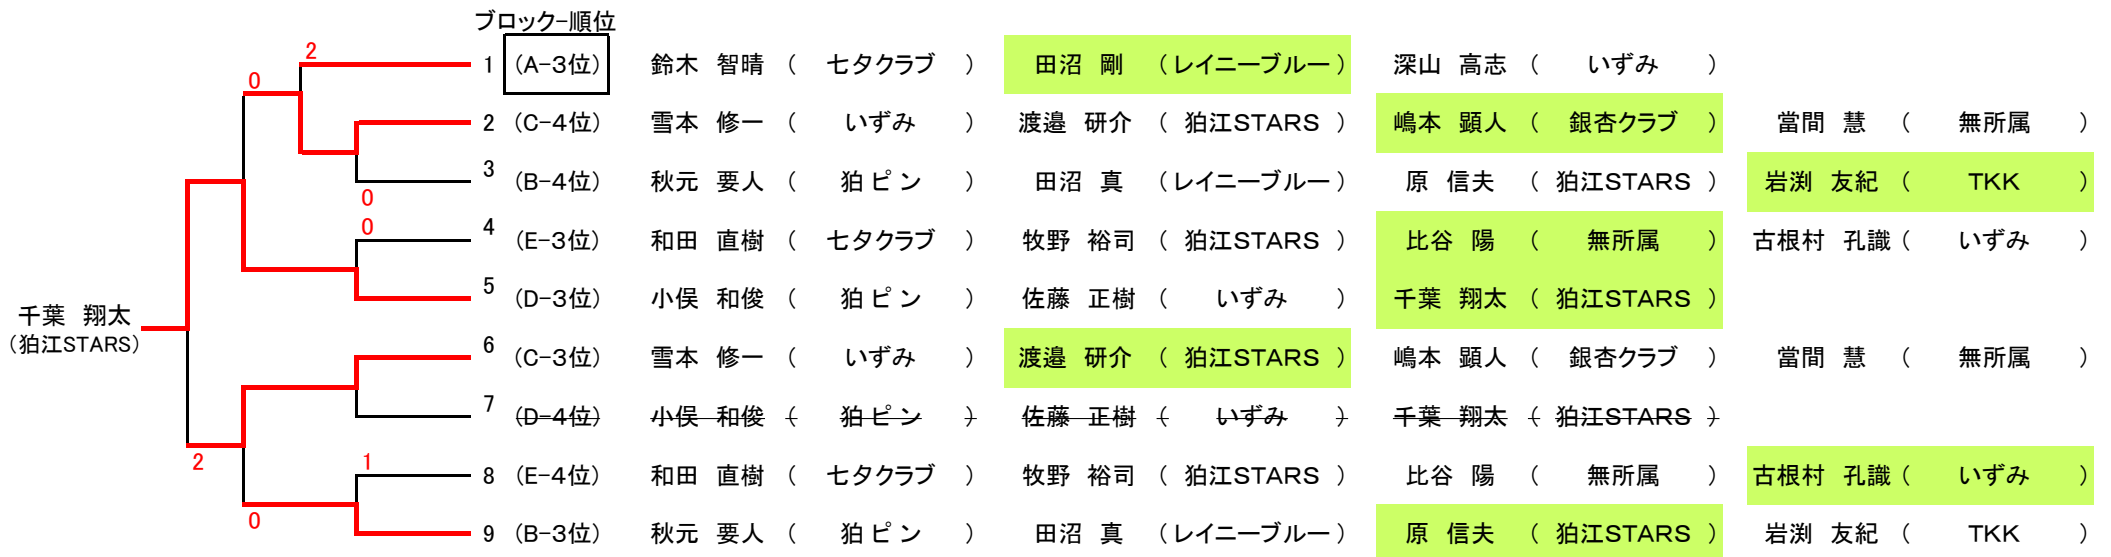 ブロック-順位
2
1 (A-3位) 鈴木 智晴 ( 七夕クラブ ) 田沼 剛 (レイニーブルー) 深山 高志 ( いずみ )
0
2 (C-4位) 雪本 修一 ( いずみ ) 渡邉 研介 ( 狛江STARS ) 嶋本 顕人 ( 銀杏クラブ ) 當間 慧 ( 無所属 )
3 (B-4位) 秋元 要人 ( 狛ピン ) 田沼 真 (レイニーブルー) 原 信夫 ( 狛江STARS ) 岩渕 友紀 ( TKK )
0
0
4 (E-3位) 和田 直樹 ( 七夕クラブ ) 牧野 裕司 ( 狛江STARS ) 比谷 陽 ( 無所属 ) 古根村 孔識 ( いずみ )
5 (D-3位) 小俣 和俊 ( 狛ピン ) 佐藤 正樹 ( いずみ ) 千葉 翔太 ( 狛江STARS )
千葉 翔太
(狛江STARS)
6 (C-3位) 雪本 修一 ( いずみ ) 渡邉 研介 ( 狛江STARS ) 嶋本 顕人 ( 銀杏クラブ ) 當間 慧 ( 無所属 )
7 (D-4位) 小俣 和俊 ( 狛ピン ) 佐藤 正樹 ( いずみ ) 千葉 翔太 ( 狛江STARS )
2
1
8 (E-4位) 和田 直樹 ( 七夕クラブ ) 牧野 裕司 ( 狛江STARS ) 比谷 陽 ( 無所属 ) 古根村 孔識 ( いずみ )
0
9 (B-3位) 秋元 要人 ( 狛ピン ) 田沼 真 (レイニーブルー) 原 信夫 ( 狛江STARS ) 岩渕 友紀 ( TKK )